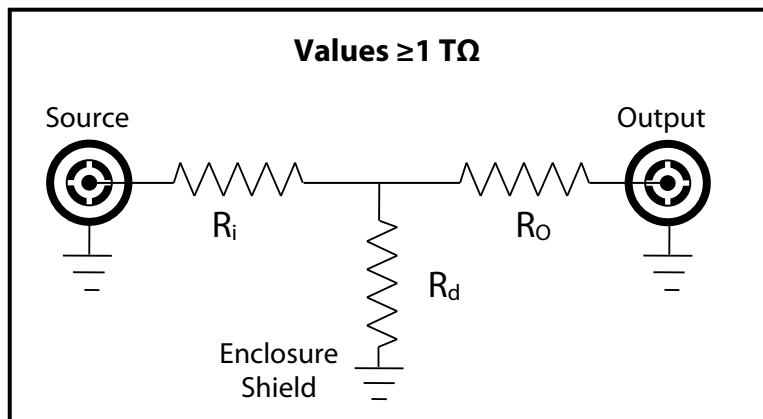 Values ≥1 TΩ
Source
Output
Ri
RO
Rd
Enclosure
Shield